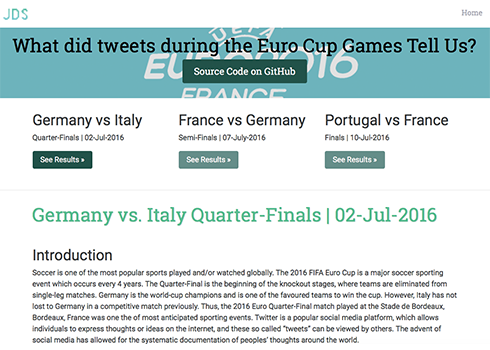 JDS
Home
UEFA
EURO2016
FRANCE
What did tweets during the Euro Cup Games Tell Us?
Source Code on GitHub
Germany vs Italy
Quarter-Finals | 02-Jul-2016
See Results »
France vs Germany
Semi-Finals | 07-July-2016
See Results »
Portugal vs France
Finals | 10-Jul-2016
See Results »
Germany vs. Italy Quarter-Finals | 02-Jul-2016
Introduction
Soccer is one of the most popular sports played and/or watched globally. The 2016 FIFA Euro Cup is a major soccer sporting
event which occurs every 4 years. The Quarter-Final is the beginning of the knockout stages, where teams are eliminated from
single-leg matches. Germany is the world-cup champions and is one of the favoured teams to win the cup. However, Italy has not
lost to Germany in a competitive match previously. Thus, the 2016 Euro Quarter-Final match played at the Stade de Bordeaux,
Bordeaux, France was the one of most anticipated sporting events. Twitter is a popular social media platform, which allows
individuals to express thoughts or ideas on the internet, and these so called "tweets" can be viewed by others. The advent of
social media has allowed for the systematic documentation of peoples' thoughts around the world.